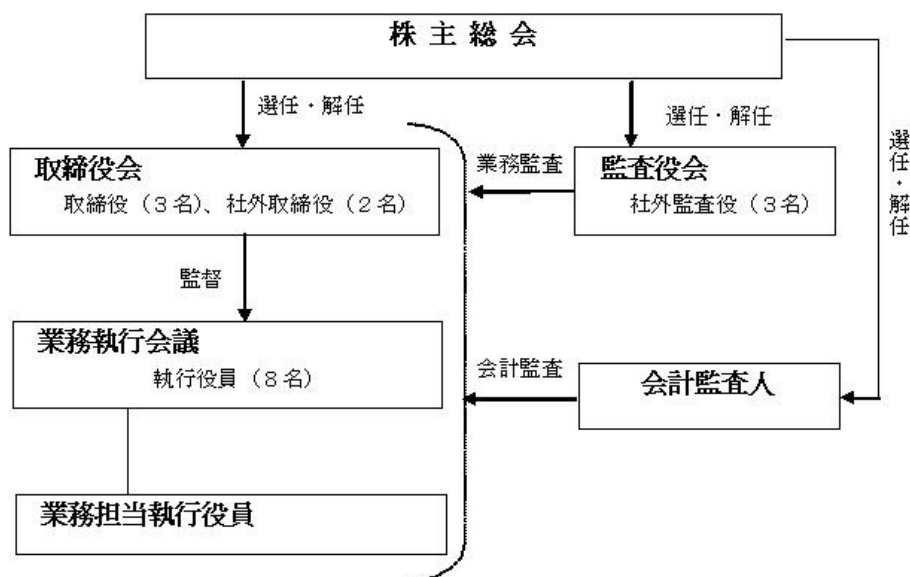 株主総会
選任・解任
選任・解任
選任・解任
取締役会
取締役（3名）、社外取締役（2名）
業務監査
監査役会
社外監査役（3名）
監督
業務執行会議
執行役員（8名）
会計監査
会計監査人
業務担当執行役員